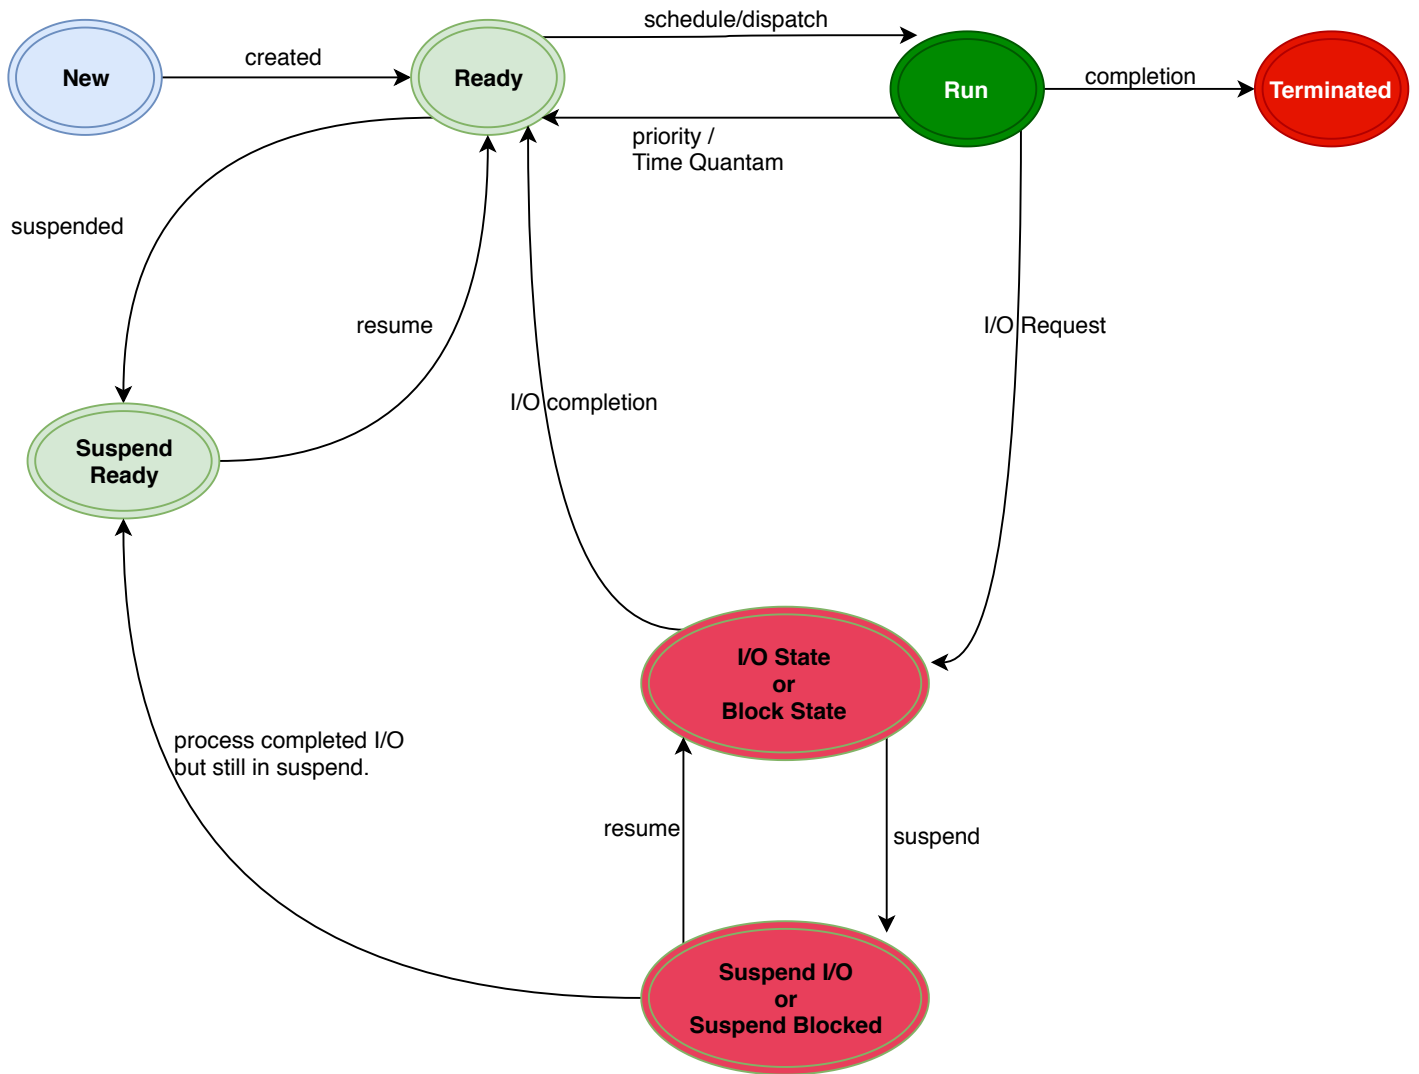 schedule/dispatch
New
created
Ready
Run
completion
Terminated
priority /
Time Quantam
suspended
resume
I/O Request
I/O completion
Suspend
Ready
I/O State
or
Block State
process completed I/O
but still in suspend.
resume
suspend
Suspend I/O
or
Suspend Blocked